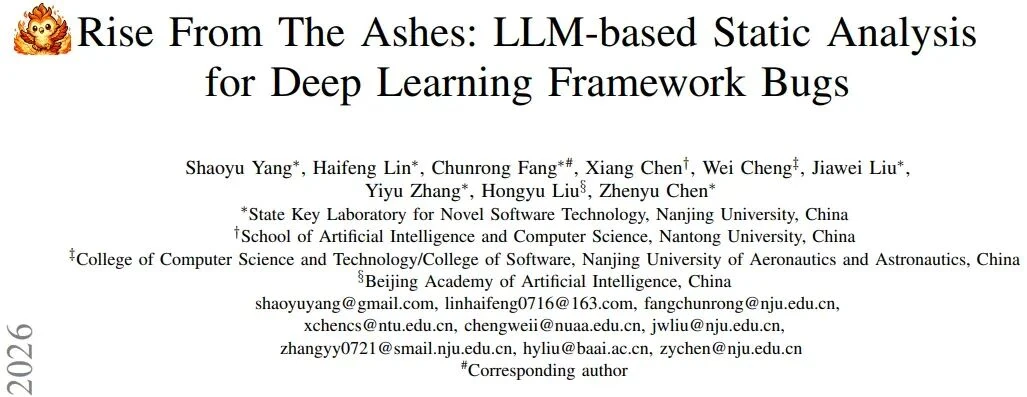 Rise From The Ashes: LLM-based Static Analysis
for Deep Learning Framework Bugs
Shaoyu Yang*, Haifeng Lin*, Chunrong Fang*#, Xiang Chen†, Wei Cheng‡, Jiawei Liu*,
Yiyu Zhang*, Hongyu Liu§, Zhenyu Chen*
*State Key Laboratory for Novel Software Technology, Nanjing University, China
†School of Artificial Intelligence and Computer Science, Nantong University, China
‡College of Computer Science and Technology/College of Software, Nanjing University of Aeronautics and Astronautics, China
§Beijing Academy of Artificial Intelligence, China
shaoyuyang@gmail.com, linhaifeng0716@163.com, fangchunrong@nju.edu.cn,
xchencs@ntu.edu.cn, chengweii@nuaa.edu.cn, jwliu@nju.edu.cn,
zhangyy0721@smail.nju.edu.cn, hyliu@baai.ac.cn, zychen@nju.edu.cn
#Corresponding author
2026